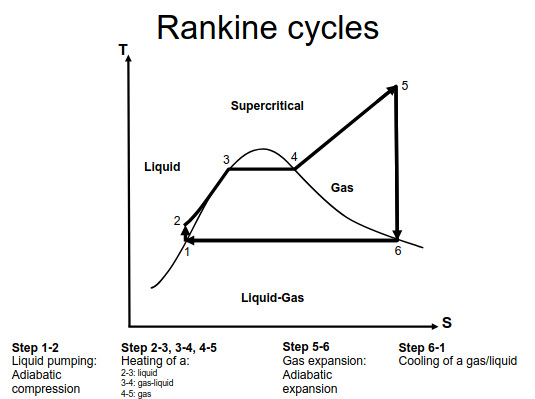 Rankine cycles
T
5
Supercritical
3
4
Liquid
Gas
2
1
6
Liquid-Gas
S
Step 1-2
Liquid pumping:
Adiabatic
compression
Step 2-3, 3-4, 4-5
Heating of a:
2-3: liquid
3-4: gas-liquid
4-5: gas
Step 5-6
Gas expansion:
Adiabatic
expansion
Step 6-1
Cooling of a gas/liquid